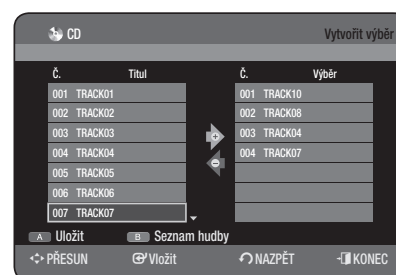 CD Vytvořit výběr
Č. Titul Č. Výběr
001 TRACK01 001 TRACK10
002 TRACK02 002 TRACK08
003 TRACK03 003 TRACK04
004 TRACK04 004 TRACK07
005 TRACK05
006 TRACK06
007 TRACK07
A Uložit B Seznam hudby
PŘESUN Vložit NAZPĚT KONEC